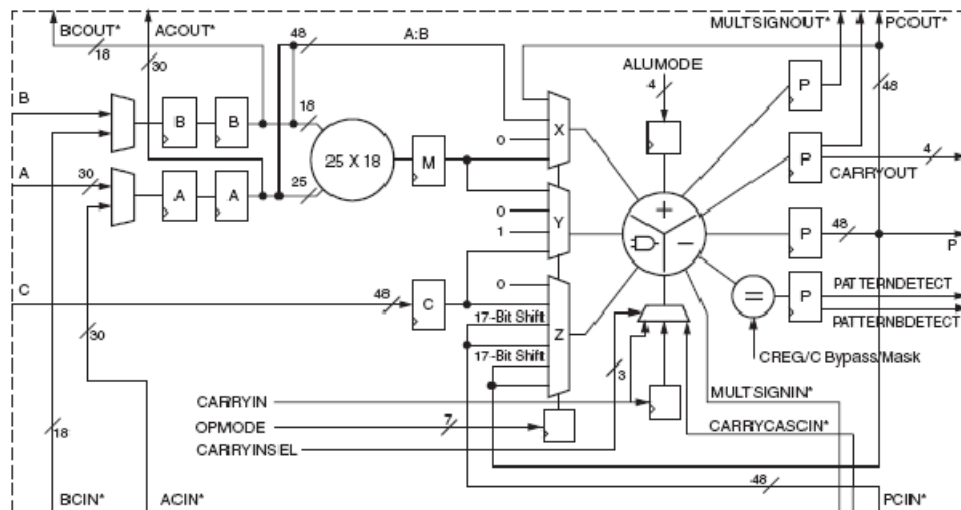 BCOUT* ACOUT* MULTSIGNOUT* PCOUT*
18 30 48 A:B
ALUMODE 48
4
B B B 18 X P
0
25 X 18 M P 4
CARRYOUT
A 30 A A 25
0
1 Y + - P 48 P
C 48 C 0
17-Bit Shift Z = P PATTERNDETECT
PATTERNBDETECT
30 17-Bit Shift
3 CREG/C Bypass/Mask
MULTSIGNIN*
CARRYIN
18 OPMODE 7
CARRYCASCIN*
CARRYINSEL
48
BCIN* ACIN* PCIN*